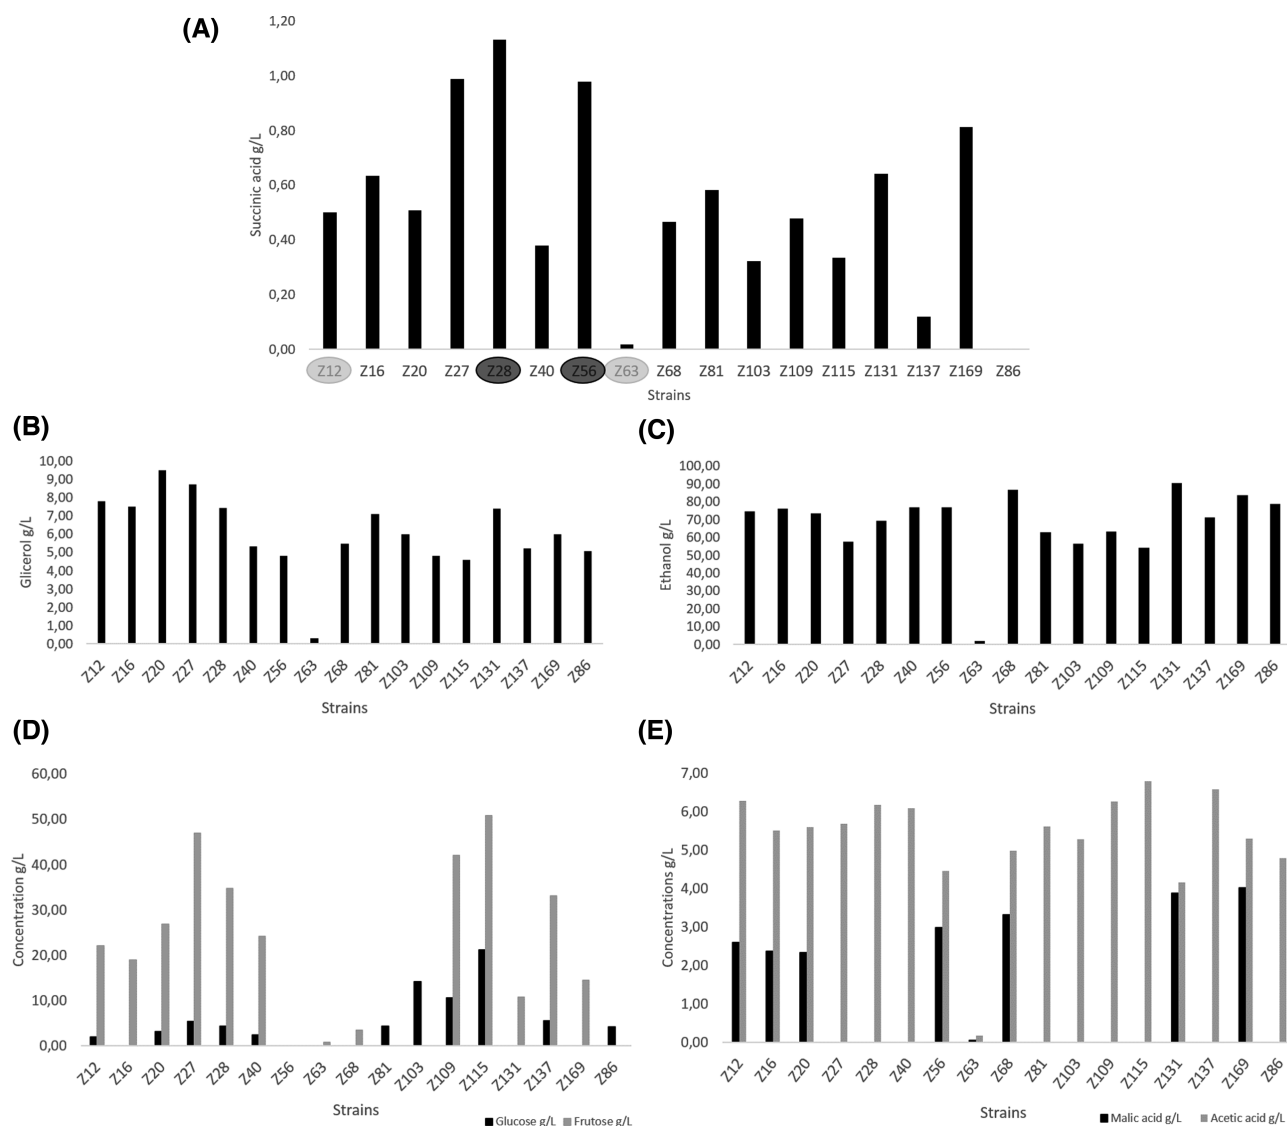 (A)
Succinic acid g/L
1,20
1,00
0,80
0,60
0,40
0,20
0,00
Z12 Z16 Z20 Z27 Z28 Z40 Z56 Z63 Z68 Z81 Z103 Z109 Z115 Z131 Z137 Z169 Z86
Strains
(B)
Glicerol g/L
10,00
9,00
8,00
7,00
6,00
5,00
4,00
3,00
2,00
1,00
0,00
Z12 Z16 Z20 Z27 Z28 Z40 Z56 Z63 Z68 Z81 Z103 Z109 Z115 Z131 Z137 Z169 Z86
Strains
(C)
Ethanol g/L
100,00
90,00
80,00
70,00
60,00
50,00
40,00
30,00
20,00
10,00
0,00
Z12 Z16 Z20 Z27 Z28 Z40 Z56 Z63 Z68 Z81 Z103 Z109 Z115 Z131 Z137 Z169 Z86
Strains
(D)
Concentration g/L
60,00
50,00
40,00
30,00
20,00
10,00
0,00
Z12 Z16 Z20 Z27 Z28 Z40 Z56 Z63 Z68 Z81 Z103 Z109 Z115 Z131 Z137 Z169 Z86
Strains
Glucose g/L Frutose g/L
(E)
Concentrations g/L
7,00
6,00
5,00
4,00
3,00
2,00
1,00
0,00
Z12 Z16 Z20 Z27 Z28 Z40 Z56 Z63 Z68 Z81 Z103 Z109 Z115 Z131 Z137 Z169 Z86
Strains
Malic acid g/L Acetic acid g/L